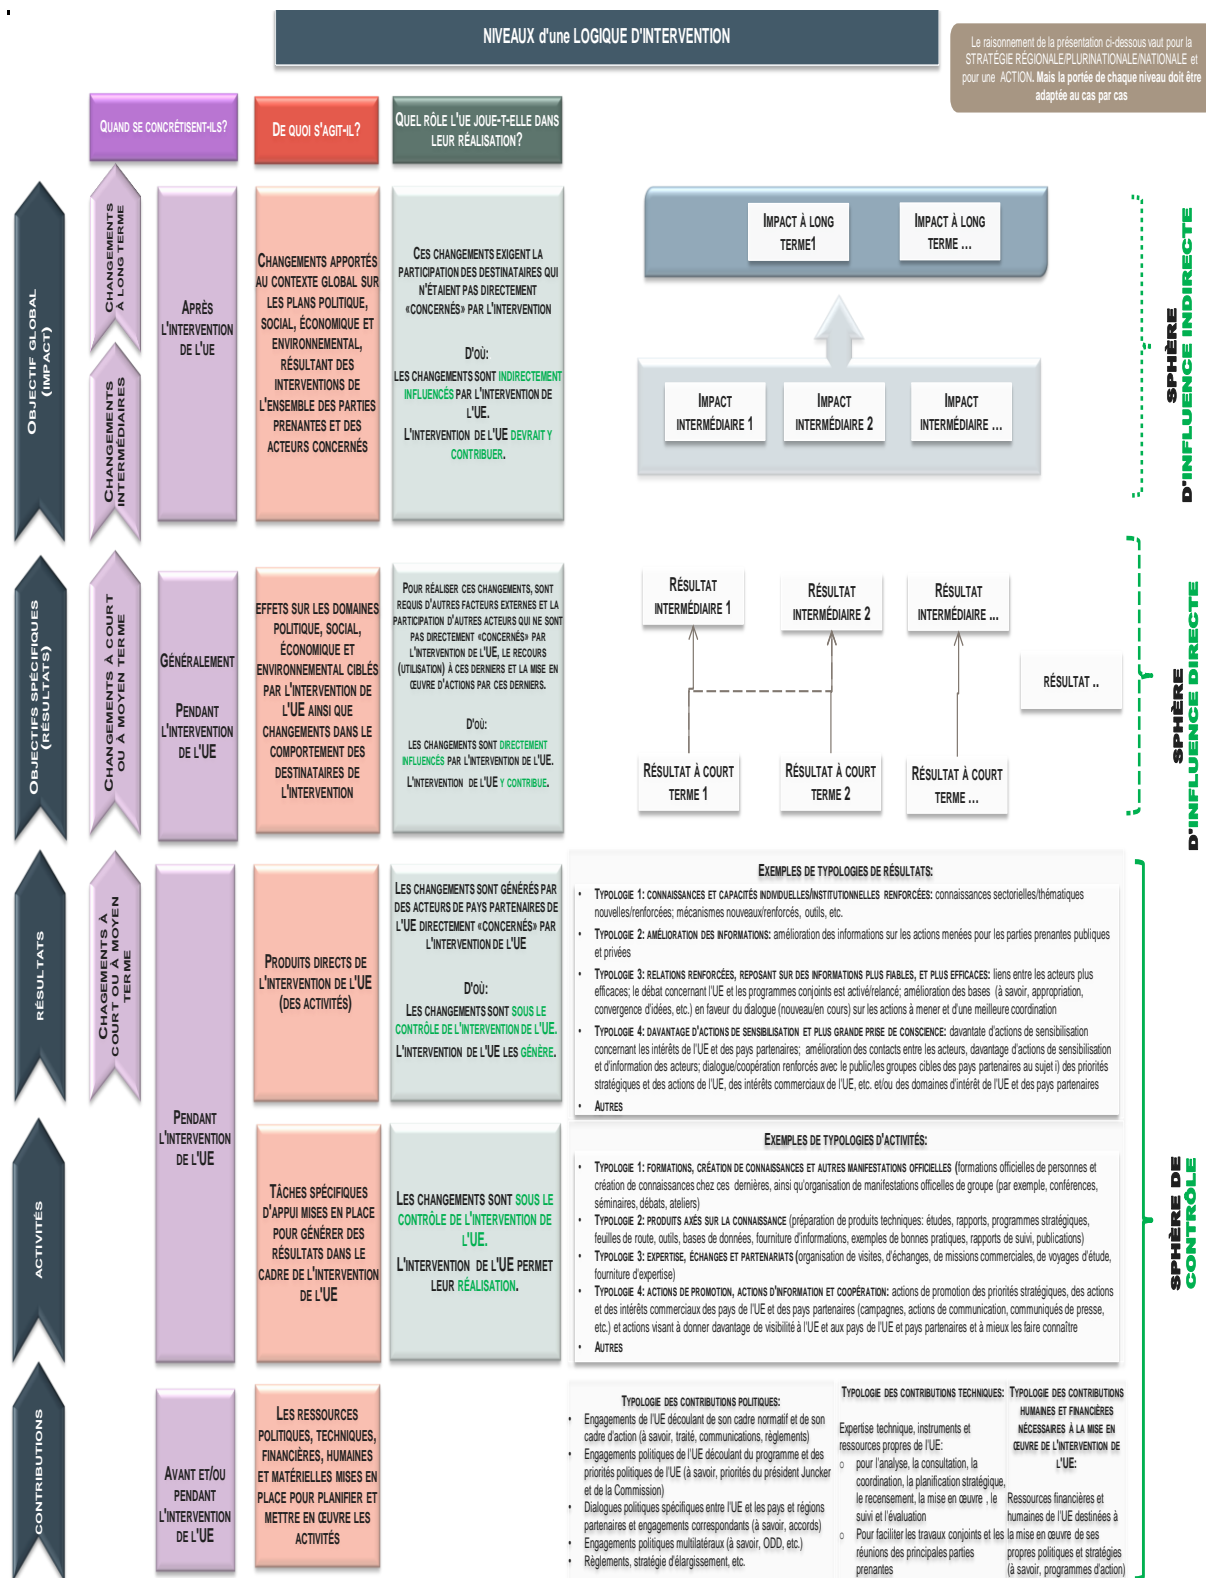 NIVEAUX d'une LOGIQUE D'INTERVENTION
Le raisonnement de la présentation ci-dessous vaut pour la
STRATÉGIE RÉGIONALE/PLURINATIONALE/NATIONALE et
pour une ACTION. Mais la portée de chaque niveau doit être
adaptée au cas par cas
QUAND SE CONCRÉTISENT-ILS?
DE QUOI S'AGIT-IL?
QUEL RÔLE L'UE JOUE-T-ELLE DANS
LEUR RÉALISATION?
OBJECTIF GLOBAL
(IMPACT)
CHANGEMENTS
À LONG TERME
CHANGEMENTS
INTERMÉDIAIRES
APRÈS
L'INTERVENTION
DE L'UE
CHANGEMENTS APPORTÉS
AU CONTEXTE GLOBAL SUR
LES PLANS POLITIQUE,
SOCIAL, ÉCONOMIQUE ET
ENVIRONNEMENTAL,
RÉSULTANT DES
INTERVENTIONS DE
L'ENSEMBLE DES PARTIES
PRENANTES ET DES
ACTEURS CONCERNÉS
CES CHANGEMENTS EXIGENT LA
PARTICIPATION DES DESTINATAIRES QUI
N'ÉTAIENT PAS DIRECTEMENT
«CONCERNÉS» PAR L'INTERVENTION
D'OÙ:
LES CHANGEMENTS SONT INDIRECTEMENT
INFLUENCÉS PAR L'INTERVENTION DE
L'UE.
L'INTERVENTION DE L'UE DEVRAIT Y
CONTRIBUER.
IMPACT À LONG
TERME1
IMPACT À LONG
TERME ...
IMPACT
INTERMÉDIAIRE 1
IMPACT
INTERMÉDIAIRE 2
IMPACT
INTERMÉDIAIRE ...
SPHÈRE
D'INFLUENCE INDIRECTE
OBJECTIFS SPÉCIFIQUES
(RÉSULTATS)
CHANGEMENTS À COURT
OU À MOYEN TERME
GÉNÉRALEMENT
PENDANT
L'INTERVENTION
DE L'UE
EFFETS SUR LES DOMAINES
POLITIQUE, SOCIAL,
ÉCONOMIQUE ET
ENVIRONNEMENTAL CIBLÉS
PAR L'INTERVENTION DE
L'UE AINSI QUE
CHANGEMENTS DANS LE
COMPORTEMENT DES
DESTINATAIRES DE
L'INTERVENTION
POUR RÉALISER CES CHANGEMENTS, SONT
REQUIS D'AUTRES FACTEURS EXTERNES ET LA
PARTICIPATION D'AUTRES ACTEURS QUI NE SONT
PAS DIRECTEMENT «CONCERNÉS» PAR
L'INTERVENTION DE L'UE, LE RECOURS
(UTILISATION) À CES DERNIERS ET LA MISE EN
ŒUVRE D'ACTIONS PAR CES DERNIERS.
D'OÙ:
LES CHANGEMENTS SONT DIRECTEMENT
INFLUENCÉS PAR L'INTERVENTION DE L'UE.
L'INTERVENTION DE L'UE Y CONTRIBUE.
RÉSULTAT
INTERMÉDIAIRE 1
RÉSULTAT
INTERMÉDIAIRE 2
RÉSULTAT
INTERMÉDIAIRE ...
RÉSULTAT ..
RÉSULTAT À COURT
TERME 1
RÉSULTAT À COURT
TERME 2
RÉSULTAT À COURT
TERME ...
SPHÈRE
D'INFLUENCE DIRECTE
RÉSULTATS
CHAGEMENTS À
COURT OU À MOYEN
TERME
PENDANT
L'INTERVENTION
DE L'UE
PRODUITS DIRECTS DE
L'INTERVENTION DE L'UE
(DES ACTIVITÉS)
LES CHANGEMENTS SONT GÉNÉRÉS PAR
DES ACTEURS DE PAYS PARTENAIRES DE
L'UE DIRECTEMENT «CONCERNÉS» PAR
L'INTERVENTION DE L'UE
D'OÙ:
LES CHANGEMENTS SONT SOUS LE
CONTRÔLE DE L'INTERVENTION DE L'UE.
L'INTERVENTION DE L'UE LES GÉNÈRE.
EXEMPLES DE TYPOLOGIES DE RÉSULTATS:
• TYPOLOGIE 1: CONNAISSANCES ET CAPACITÉS INDIVIDUELLES/INSTITUTIONNELLES RENFORCÉES: connaissances sectorielles/thématiques
nouvelles/renforcées; mécanismes nouveaux/renforcés, outils, etc.
• TYPOLOGIE 2: AMÉLIORATION DES INFORMATIONS: amélioration des informations sur les actions menées pour les parties prenantes publiques
et privées
• TYPOLOGIE 3: RELATIONS RENFORCÉES, REPOSANT SUR DES INFORMATIONS PLUS FIABLES, ET PLUS EFFICACES: liens entre les acteurs plus
efficaces; le débat concernant l'UE et les programmes conjoints est activé/relancé; amélioration des bases (à savoir, appropriation,
convergence d'idées, etc.) en faveur du dialogue (nouveau/en cours) sur les actions à mener et d'une meilleure coordination
• TYPOLOGIE 4: DAVANTAGE D'ACTIONS DE SENSIBILISATION ET PLUS GRANDE PRISE DE CONSCIENCE: davantate d'actions de sensibilisation
concernant les intérêts de l'UE et des pays partenaires; amélioration des contacts entre les acteurs, davantage d'actions de sensibilisation
et d'information des acteurs; dialogue/coopération renforcés avec le public/les groupes cibles des pays partenaires au sujet i) des priorités
stratégiques et des actions de l'UE, des intérêts commerciaux de l'UE, etc. et/ou des domaines d'intérêt de l'UE et des pays partenaires
• AUTRES
ACTIVITÉS
TÂCHES SPÉCIFIQUES
D'APPUI MISES EN PLACE
POUR GÉNÉRER DES
RÉSULTATS DANS LE
CADRE DE L'INTERVENTION
DE L'UE
LES CHANGEMENTS SONT SOUS LE
CONTRÔLE DE L'INTERVENTION DE
L'UE.
L'INTERVENTION DE L'UE PERMET
LEUR RÉALISATION.
EXEMPLES DE TYPOLOGIES D'ACTIVITÉS:
• TYPOLOGIE 1: FORMATIONS, CRÉATION DE CONNAISSANCES ET AUTRES MANIFESTATIONS OFFICIELLES (formations officielles de personnes et
création de connaissances chez ces dernières, ainsi qu'organisation de manifestations officelles de groupe (par exemple, conférences,
séminaires, débats, ateliers)
• TYPOLOGIE 2: PRODUITS AXÉS SUR LA CONNAISSANCE (préparation de produits techniques: études, rapports, programmes stratégiques,
feuilles de route, outils, bases de données, fourniture d'informations, exemples de bonnes pratiques, rapports de suivi, publications)
• TYPOLOGIE 3: EXPERTISE, ÉCHANGES ET PARTENARIATS (organisation de visites, d'échanges, de missions commerciales, de voyages d'étude,
fourniture d'expertise)
• TYPOLOGIE 4: ACTIONS DE PROMOTION, ACTIONS D'INFORMATION ET COOPÉRATION: actions de promotion des priorités stratégiques, des actions
et des intérêts commerciaux des pays de l'UE et des pays partenaires (campagnes, actions de communication, communiqués de presse,
etc.) et actions visant à donner davantage de visibilité à l'UE et aux pays de l'UE et pays partenaires et à mieux les faire connaître
• AUTRES
SPHÈRE DE
CONTRÔLE
CONTRIBUTIONS
AVANT ET/OU
PENDANT
L'INTERVENTION
DE L'UE
LES RESSOURCES
POLITIQUES, TECHNIQUES,
FINANCIÈRES, HUMAINES
ET MATÉRIELLES MISES EN
PLACE POUR PLANIFIER ET
METTRE EN ŒUVRE LES
ACTIVITÉS
TYPOLOGIE DES CONTRIBUTIONS POLITIQUES:
• Engagements de l'UE découlant de son cadre normatif et de son
cadre d'action (à savoir, traité, communications, règlements)
• Engagements politiques de l'UE découlant du programme et des
priorités politiques de l'UE (à savoir, priorités du président Juncker
et de la Commission)
• Dialogues politiques spécifiques entre l'UE et les pays et régions
partenaires et engagements correspondants (à savoir, accords)
• Engagements politiques multilatéraux (à savoir, ODD, etc.)
• Règlements, stratégie d'élargissement, etc.
TYPOLOGIE DES CONTRIBUTIONS TECHNIQUES:
Expertise technique, instruments et
ressources propres de l'UE:
o pour l'analyse, la consultation, la
coordination, la planification stratégique,
le recensement, la mise en œuvre , le
suivi et l'évaluation
o Pour faciliter les travaux conjoints et les
réunions des principales parties
prenantes
TYPOLOGIE DES CONTRIBUTIONS
HUMAINES ET FINANCIÈRES
NÉCESSAIRES À LA MISE EN
ŒUVRE DE L'INTERVENTION DE
L'UE:
Ressources financières et
humaines de l'UE destinées à
la mise en œuvre de ses
propres politiques et stratégies
(à savoir, programmes d'action)